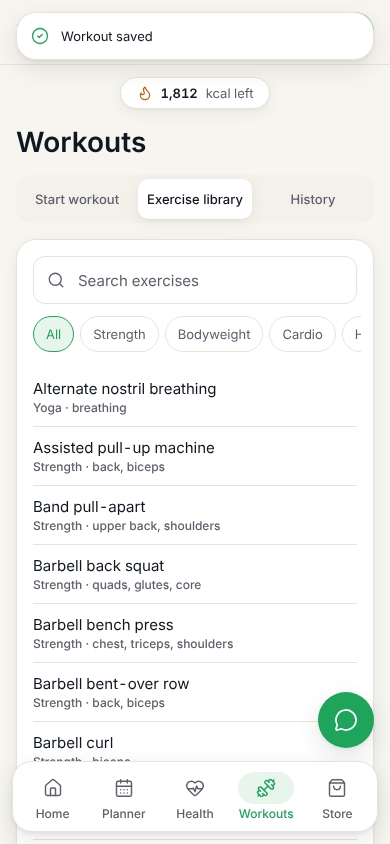 Workout saved
1,812 kcal left
Workouts
Start workout
Exercise library
History
Search exercises
All
Strength
Bodyweight
Cardio
Alternate nostril breathing
Yoga · breathing
Assisted pull-up machine
Strength · back, biceps
Band pull-apart
Strength · upper back, shoulders
Barbell back squat
Strength · quads, glutes, core
Barbell bench press
Strength · chest, triceps, shoulders
Barbell bent-over row
Strength · back, biceps
Barbell curl
Strength · biceps
Home
Planner
Health
Workouts
Store